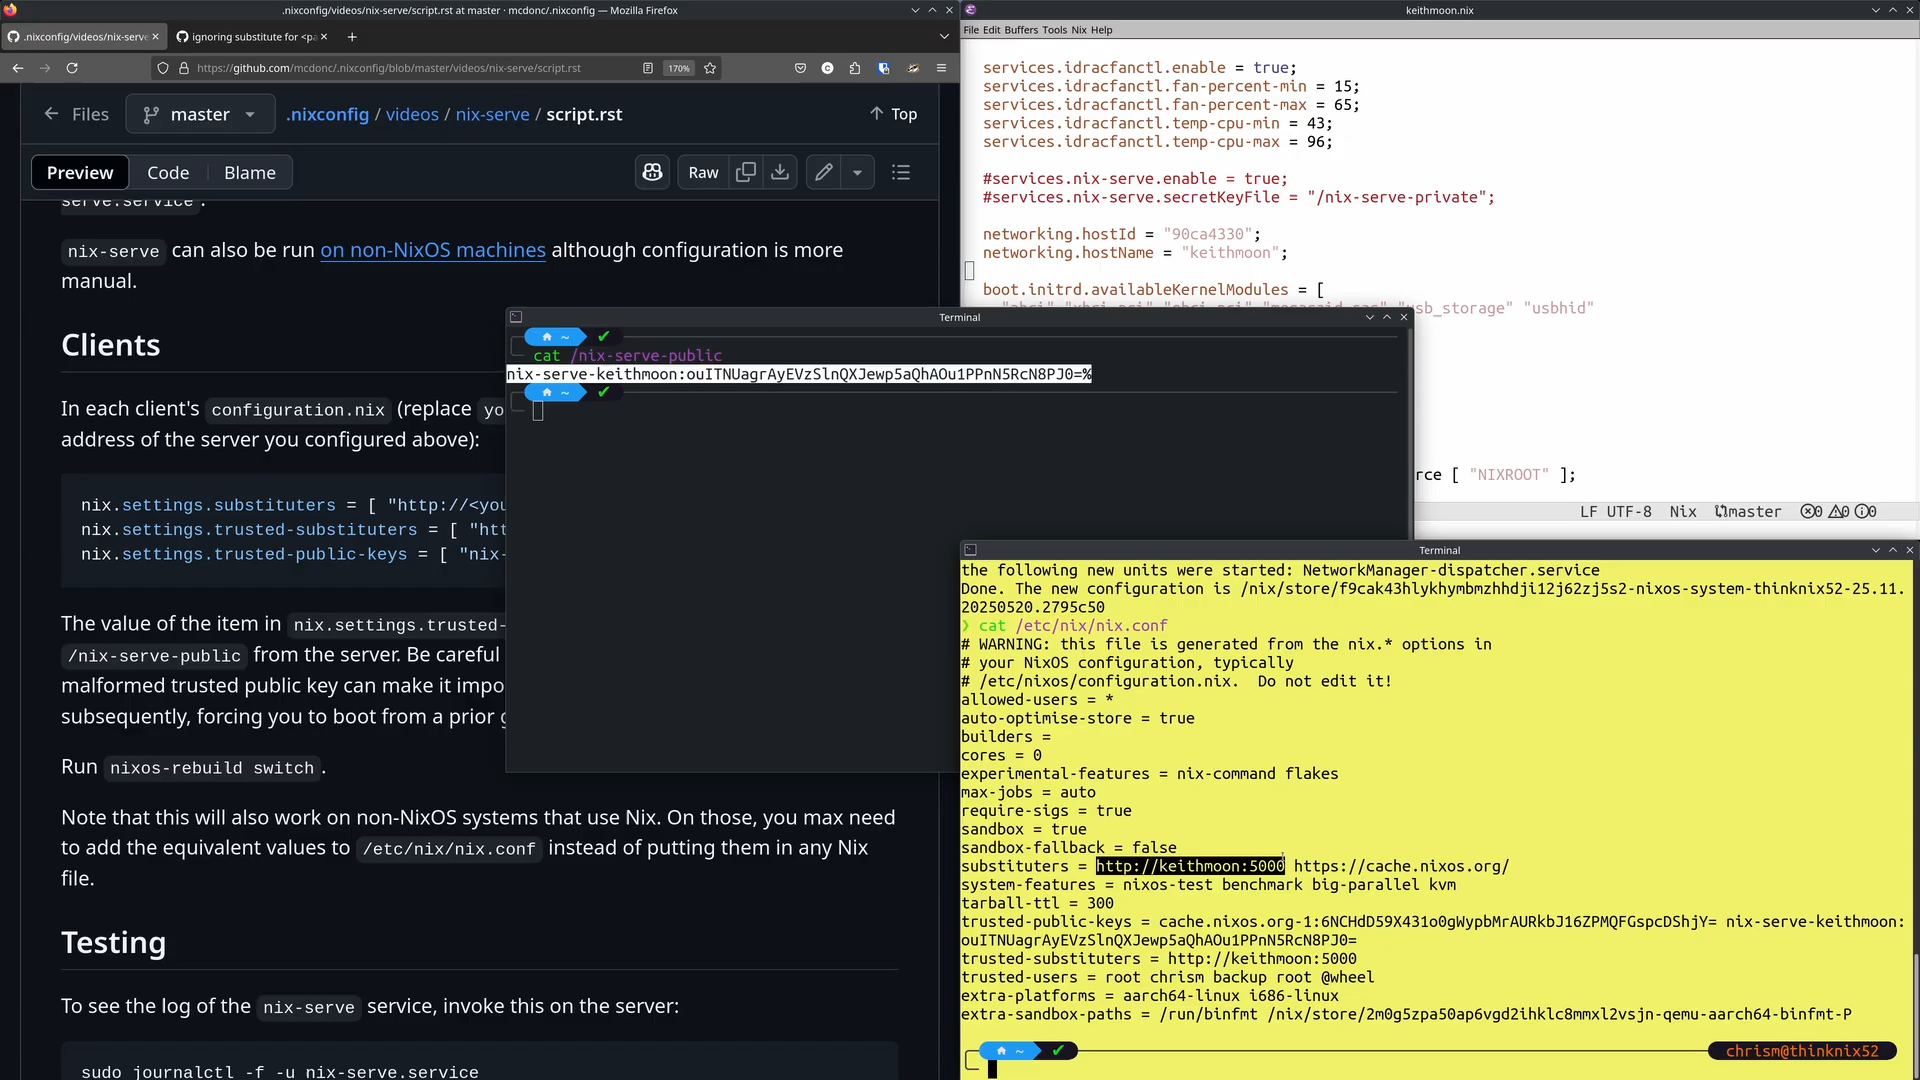 .nixconfig/videos/nix-serve/script.rst at master · mcdonc/.nixconfig — Mozilla Firefox
.nixconfig/videos/nix-serve
ignoring substitute for <pa
https://github.com/mcdonc/.nixconfig/blob/master/videos/nix-serve/script.rst
170%
Files
master
.nixconfig / videos / nix-serve / script.rst
Top
Preview
Code
Blame
Raw
serve.service .
nix-serve can also be run on non-NixOS machines although configuration is more
manual.
Clients
In each client's configuration.nix (replace yo
address of the server you configured above):
nix.settings.substituters = [ "http://<you
nix.settings.trusted-substituters = [ "htt
nix.settings.trusted-public-keys = [ "nix-
The value of the item in nix.settings.trusted-
/nix-serve-public from the server. Be careful
malformed trusted public key can make it impo
subsequently, forcing you to boot from a prior g
Run nixos-rebuild switch .
Note that this will also work on non-NixOS systems that use Nix. On those, you max need
to add the equivalent values to /etc/nix/nix.conf instead of putting them in any Nix
file.
Testing
To see the log of the nix-serve service, invoke this on the server:
sudo journalctl -f -u nix-serve.service
keithmoon.nix
File Edit Buffers Tools Nix Help
services.idracfanctl.enable = true;
services.idracfanctl.fan-percent-min = 15;
services.idracfanctl.fan-percent-max = 65;
services.idracfanctl.temp-cpu-min = 43;
services.idracfanctl.temp-cpu-max = 96;
#services.nix-serve.enable = true;
#services.nix-serve.secretKeyFile = "/nix-serve-private";
networking.hostId = "90ca4330";
networking.hostName = "keithmoon";
boot.initrd.availableKernelModules = [
sb_storage" "usbhid"
rce [ "NIXROOT" ];
LF UTF-8 Nix master 0 0 0
Terminal
~ ✔
cat /nix-serve-public
nix-serve-keithmoon:ouITNUagrAyEVzSlnQXJewp5aQhAOu1PPnN5RcN8PJ0=%
~ ✔
Terminal
the following new units were started: NetworkManager-dispatcher.service
Done. The new configuration is /nix/store/f9cak43hlykhymbmzhhdji12j62zj5s2-nixos-system-thinknix52-25.11.
20250520.2795c50
❯ cat /etc/nix/nix.conf
# WARNING: this file is generated from the nix.* options in
# your NixOS configuration, typically
# /etc/nixos/configuration.nix. Do not edit it!
allowed-users = *
auto-optimise-store = true
builders =
cores = 0
experimental-features = nix-command flakes
max-jobs = auto
require-sigs = true
sandbox = true
sandbox-fallback = false
substituters = http://keithmoon:5000 https://cache.nixos.org/
system-features = nixos-test benchmark big-parallel kvm
tarball-ttl = 300
trusted-public-keys = cache.nixos.org-1:6NCHdD59X431o0gWypbMrAURkbJ16ZPMQFGspcDShjY= nix-serve-keithmoon:
ouITNUagrAyEVzSlnQXJewp5aQhAOu1PPnN5RcN8PJ0=
trusted-substituters = http://keithmoon:5000
trusted-users = root chrism backup root @wheel
extra-platforms = aarch64-linux i686-linux
extra-sandbox-paths = /run/binfmt /nix/store/2m0g5zpa50ap6vgd2ihklc8mmxl2vsjn-qemu-aarch64-binfmt-P
~ ✔
chrism@thinknix52